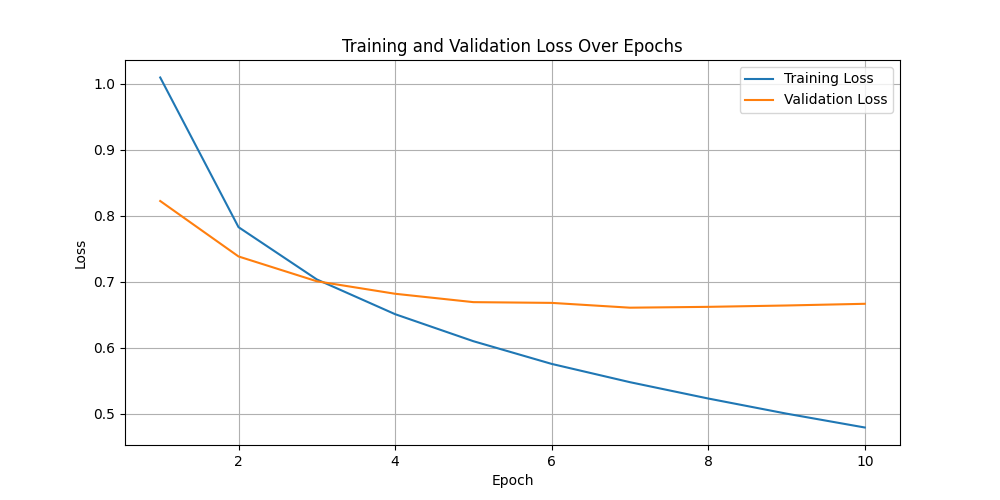 Training and Validation Loss Over Epochs
Training Loss
Validation Loss
1.0
0.9
0.8
0.7
0.6
0.5
Loss
2 4 6 8 10
Epoch